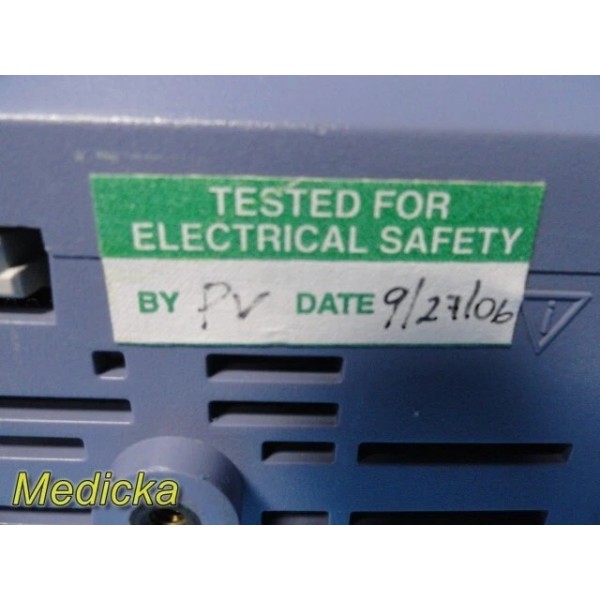 TESTED FOR
ELECTRICAL SAFETY
BY PV DATE 9/27/06
Medicka